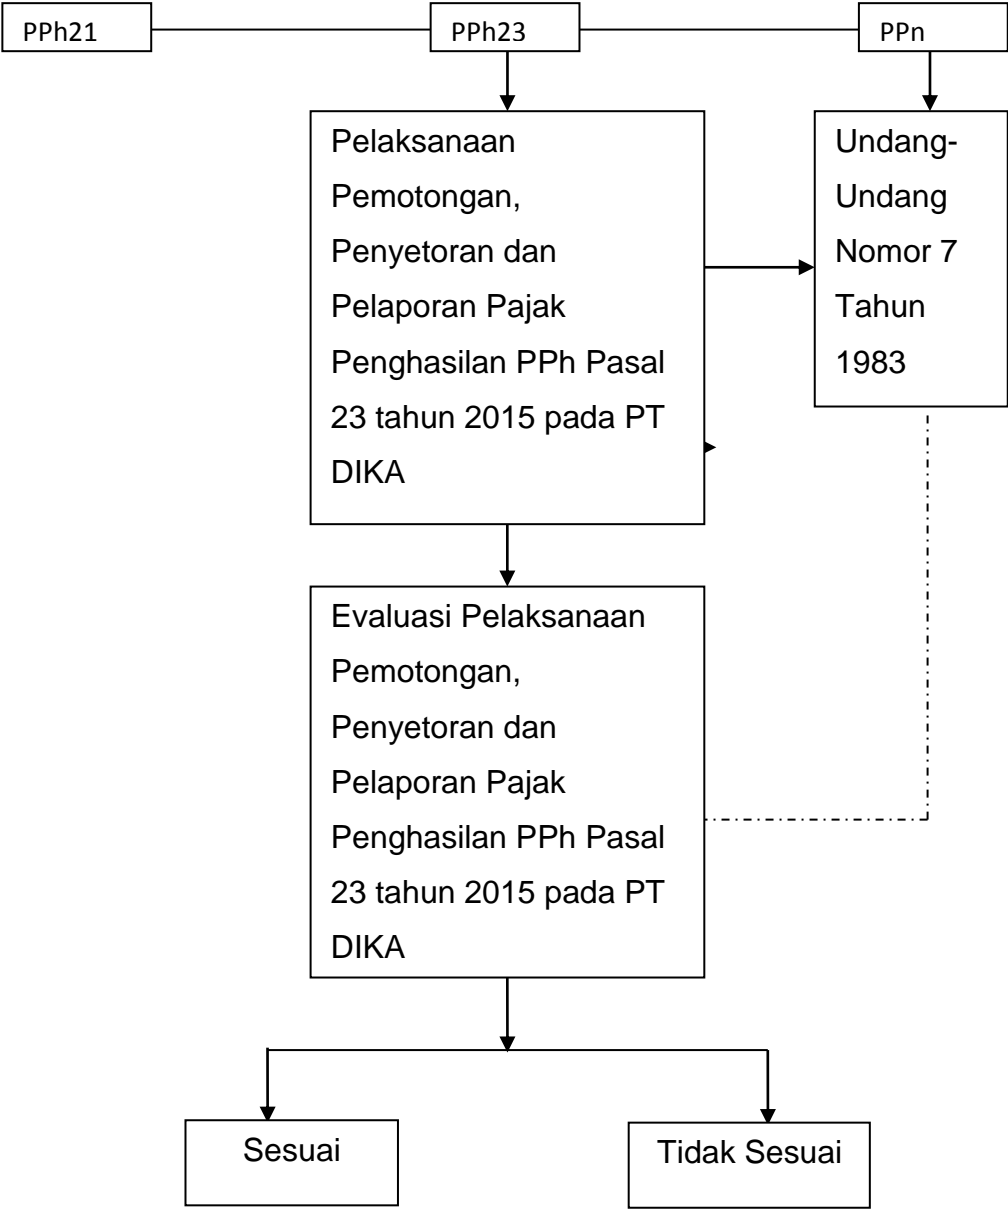 PPh21
PPh23
PPn
Pelaksanaan
Pemotongan,
Penyetoran dan
Pelaporan Pajak
Penghasilan PPh Pasal
23 tahun 2015 pada PT
DIKA
Undang-
Undang
Nomor 7
Tahun
1983
Evaluasi Pelaksanaan
Pemotongan,
Penyetoran dan
Pelaporan Pajak
Penghasilan PPh Pasal
23 tahun 2015 pada PT
DIKA
Sesuai
Tidak Sesuai